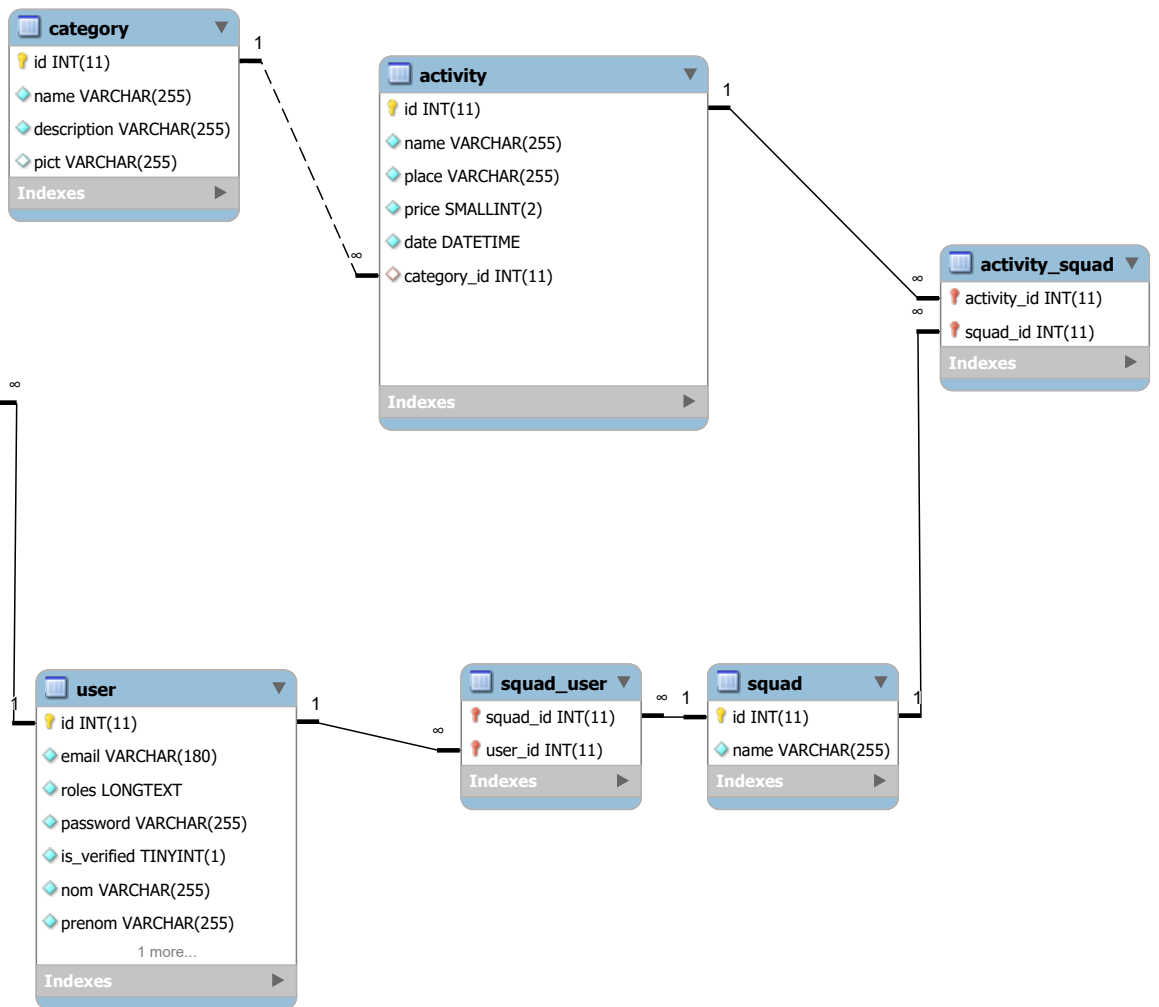 category
id INT(11)
name VARCHAR(255)
description VARCHAR(255)
pict VARCHAR(255)
Indexes
1
∞
activity
id INT(11)
name VARCHAR(255)
place VARCHAR(255)
price SMALLINT(2)
date DATETIME
category_id INT(11)
Indexes
1
∞
∞
activity_squad
activity_id INT(11)
squad_id INT(11)
Indexes
∞
1
user
id INT(11)
email VARCHAR(180)
roles LONGTEXT
password VARCHAR(255)
is_verified TINYINT(1)
nom VARCHAR(255)
prenom VARCHAR(255)
1 more...
Indexes
1
∞
squad_user
squad_id INT(11)
user_id INT(11)
Indexes
∞
1
squad
id INT(11)
name VARCHAR(255)
Indexes
1